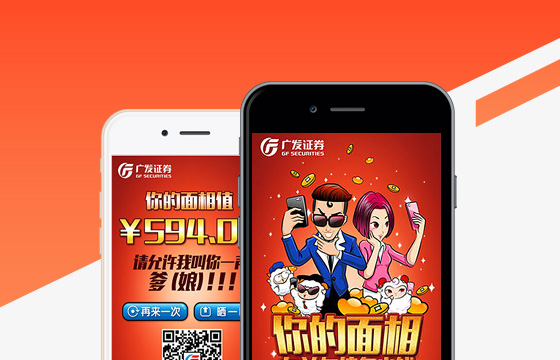 广发证券
GF SECURITIES
你的面相值
¥594.0
请允许我叫你一声
爹(娘)!!!
再来一次
晒一
广发证券
GF SECURITIES
你的面相